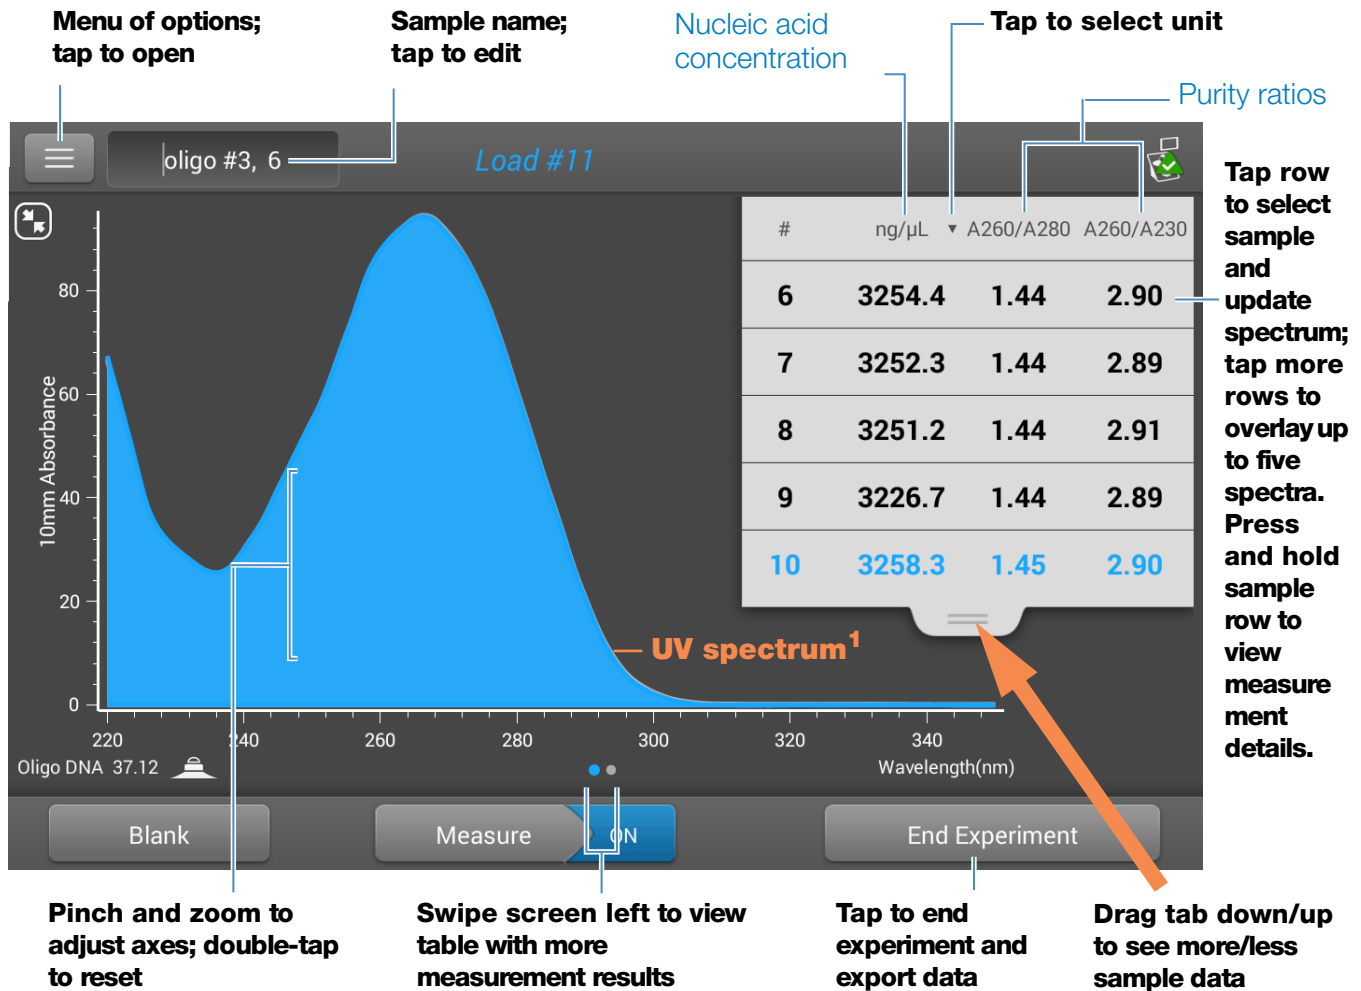 Menu of options;
tap to open
Sample name;
tap to edit
Nucleic acid
concentration
Tap to select unit
Purity ratios
oligo #3, 6
Load #11
Tap row
to select
sample
and
update
spectrum;
tap more
rows to
overlay up
to five
spectra.
Press
and hold
sample
row to
view
measure
ment
details.
# ng/µL ▼ A260/A280 A260/A230
6 3254.4 1.44 2.90
7 3252.3 1.44 2.89
8 3251.2 1.44 2.91
9 3226.7 1.44 2.89
10 3258.3 1.45 2.90
10mm Absorbance
80
60
40
20
0
UV spectrum¹
220 240 260 280 300 320 340
Oligo DNA 37.12
Wavelength(nm)
Blank
Measure
ON
End Experiment
Pinch and zoom to
adjust axes; double-tap
to reset
Swipe screen left to view
table with more
measurement results
Tap to end
experiment and
export data
Drag tab down/up
to see more/less
sample data